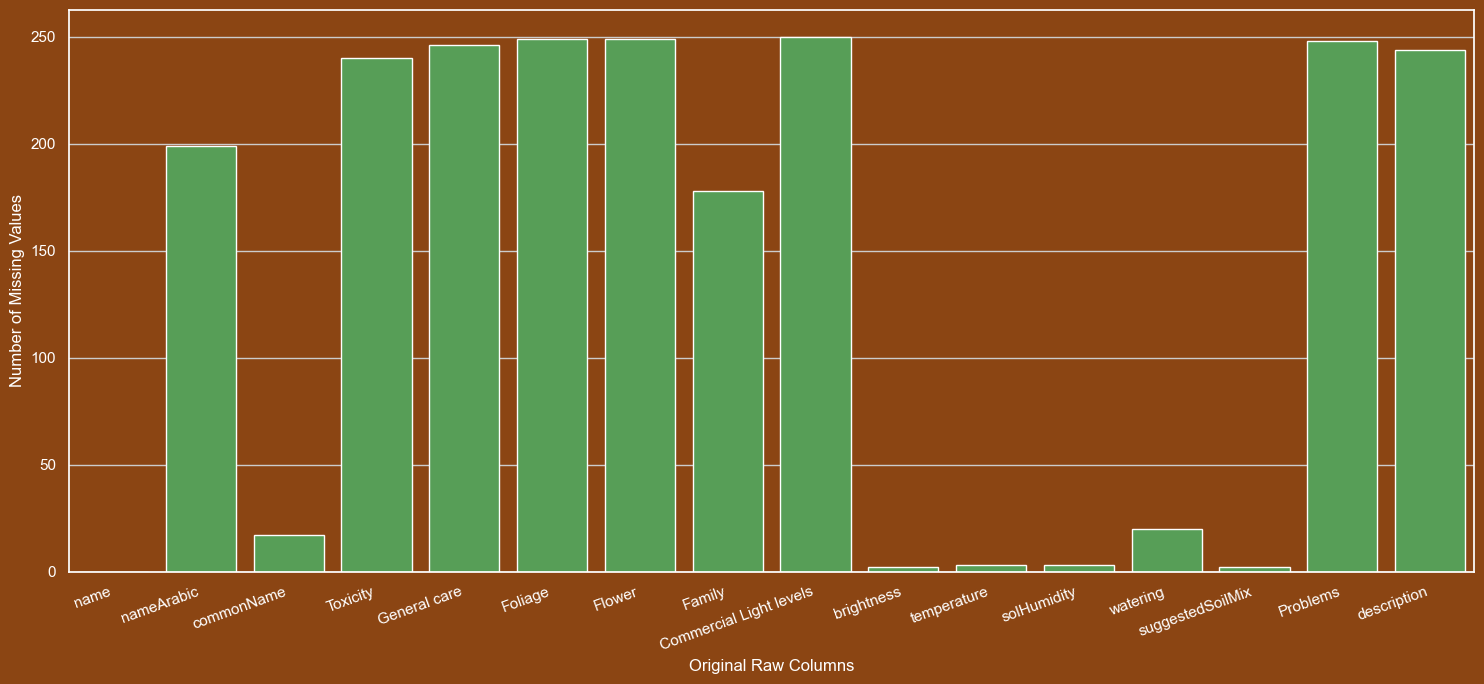 Number of Missing Values
250
200
150
100
50
0
name
nameArabic
commonName
Toxicity
General care
Foliage
Flower
Family
Commercial Light levels
brightness
temperature
solHumidity
watering
suggestedSoilMix
Problems
description
Original Raw Columns